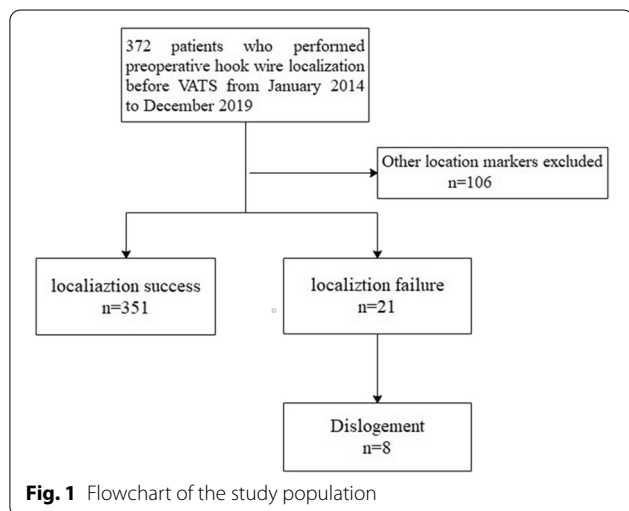 372 patients who performed
preoperative hook wire localization
before VATS from January 2014
to December 2019
Other location markers excluded
n=106
localiaztion success
n=351
localiztion failure
n=21
Dislogement
n=8
Fig. 1 Flowchart of the study population